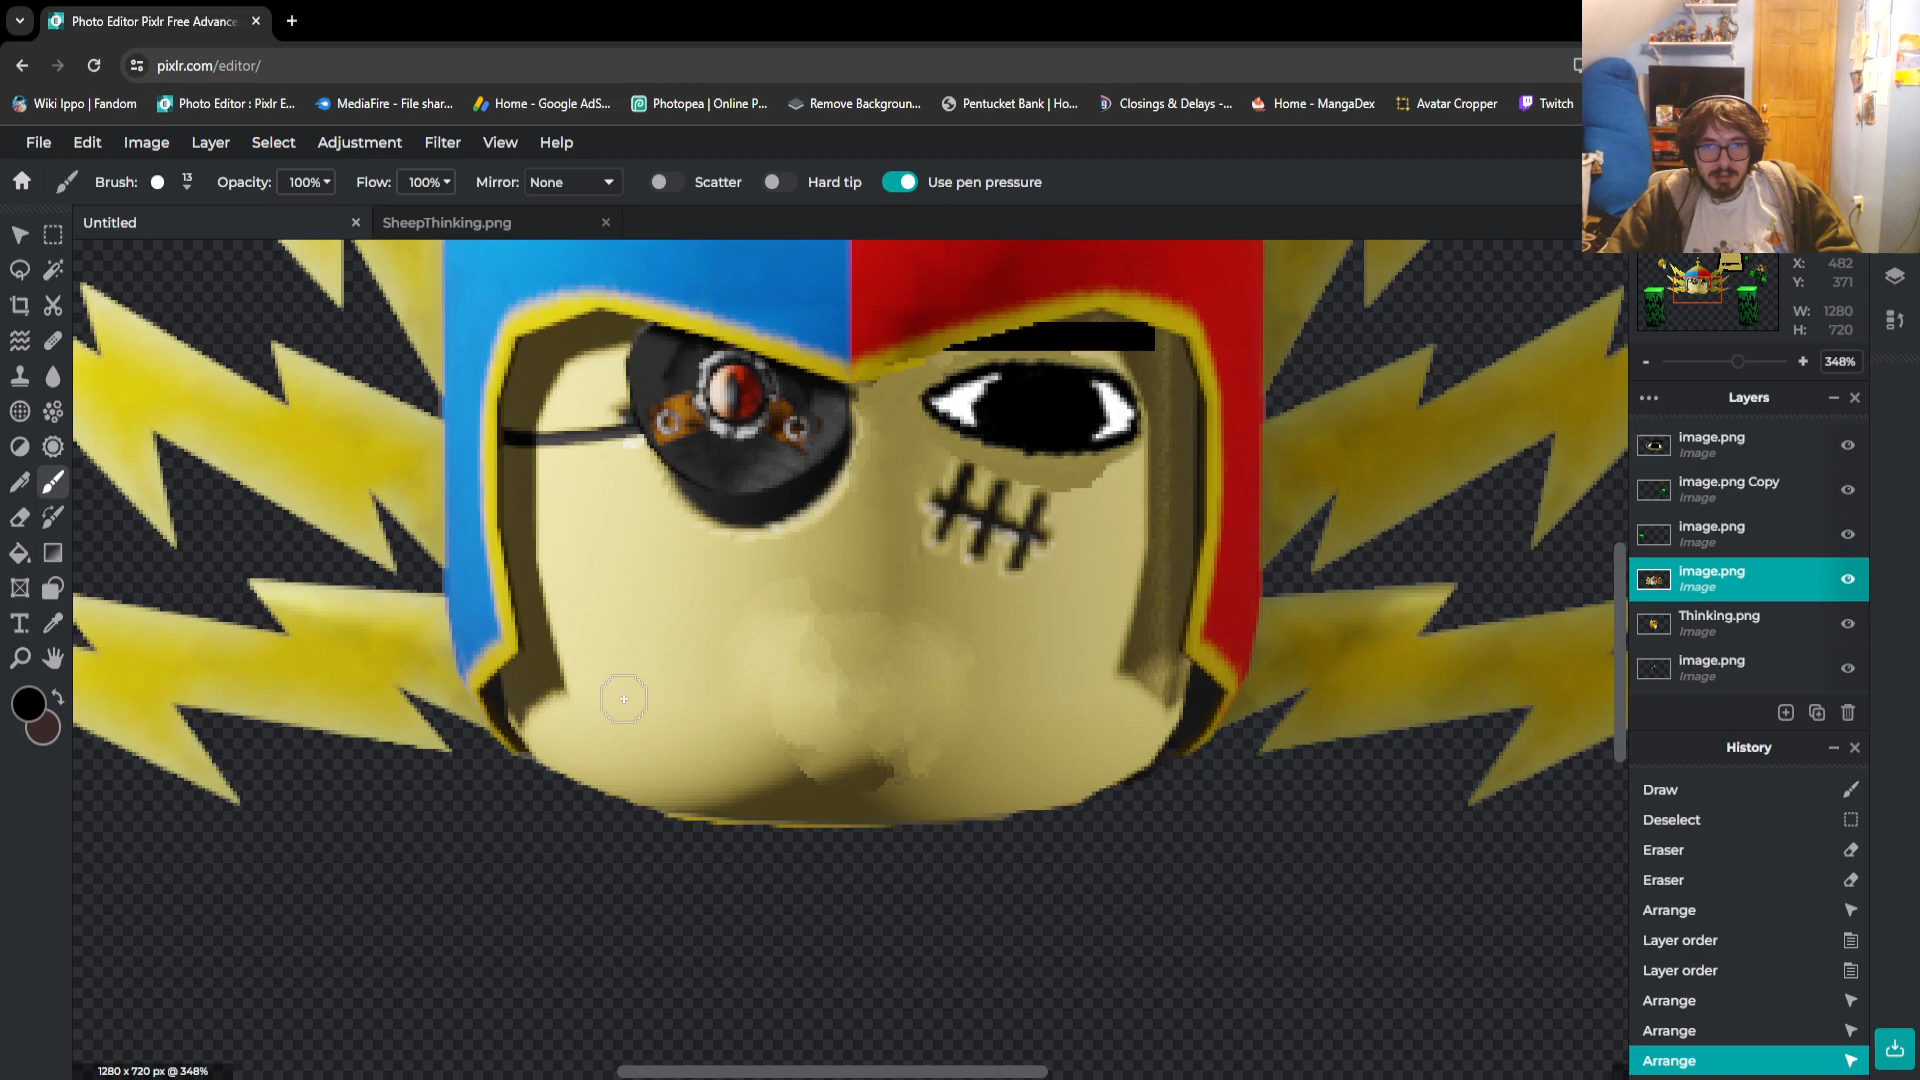 Photo Editor Pixlr Free Advance
pixlr.com/editor/
Wiki Ippo | Fandom
Photo Editor : Pixlr E...
MediaFire - File shar...
Home - Google AdS...
Photopea | Online P...
Remove Backgroun...
Pentucket Bank | Ho...
Closings & Delays -...
Home - MangaDex
Avatar Cropper
Twitch
File Edit Image Layer Select Adjustment Filter View Help
Brush: 13 Opacity: 100% Flow: 100% Mirror: None Scatter Hard tip Use pen pressure
Untitled
SheepThinking.png
X: 482
Y: 371
W: 1280
H: 720
- + 348%
Layers
image.png
Image
image.png Copy
Image
image.png
Image
image.png
Image
Thinking.png
Image
image.png
Image
History
Draw
Deselect
Eraser
Eraser
Arrange
Layer order
Layer order
Arrange
Arrange
Arrange
1280 x 720 px @ 348%